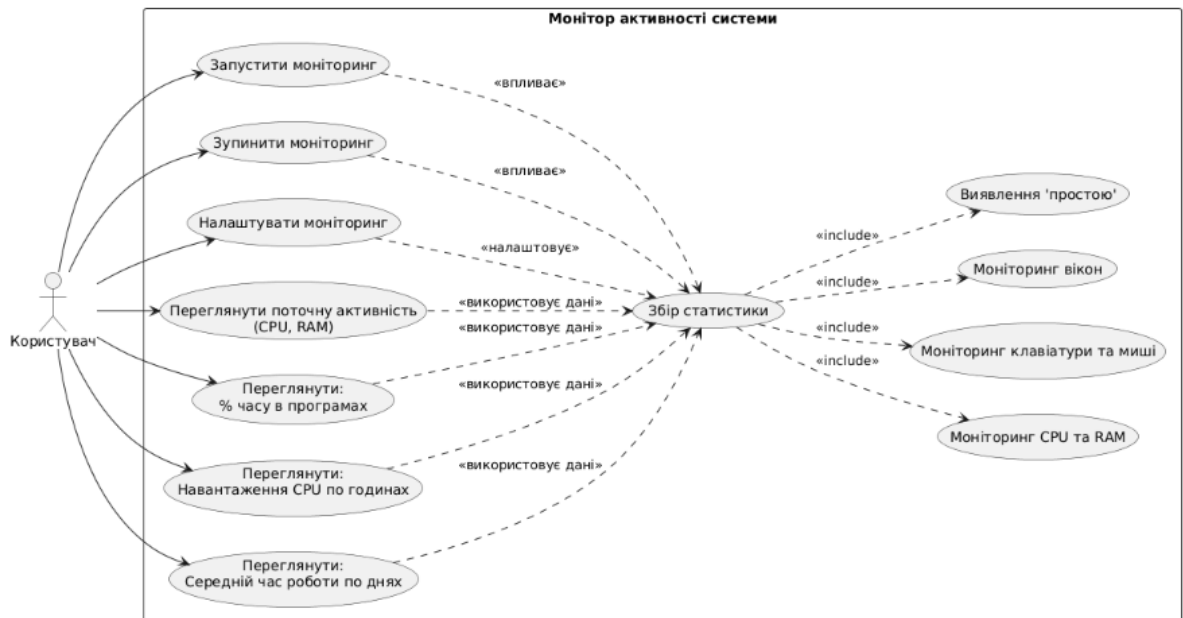 Монітор активності системи
Запустити моніторинг
«впливає»
Зупинити моніторинг
«впливає»
Виявлення 'простою'
Налаштувати моніторинг
«налаштовує»
«include»
Моніторинг вікон
«include»
Переглянути поточну активність
(CPU, RAM)
«використовує дані»
Збір статистики
Користувач
«використовує дані»
«include»
Моніторинг клавіатури та миші
«include»
Переглянути:
% часу в програмах
«використовує дані»
Моніторинг CPU та RAM
Переглянути:
Навантаження CPU по годинах
«використовує дані»
Переглянути:
Середній час роботи по днях